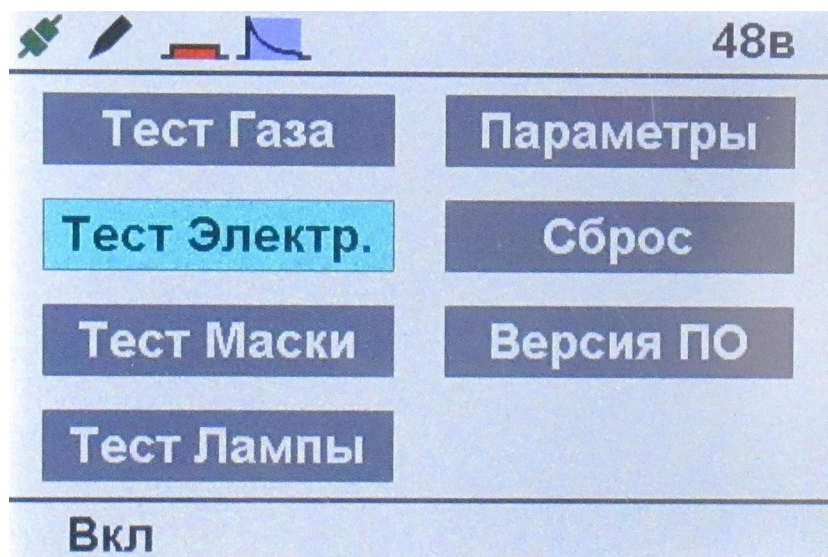 48в
Тест Газа
Параметры
Тест Электр.
Сброс
Тест Маски
Версия ПО
Тест Лампы
Вкл